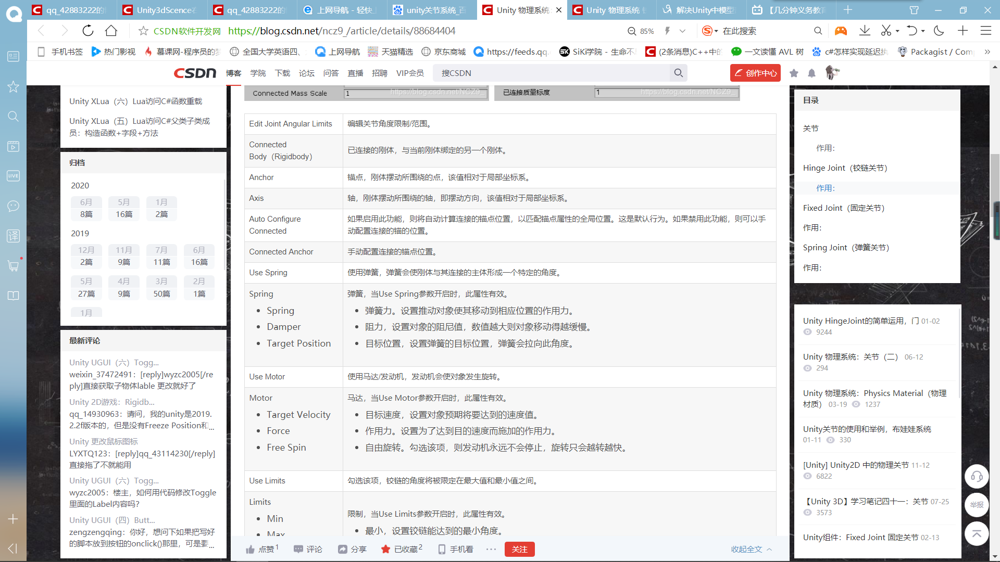 qq_42883222的
Unity3dScence在
qq_42883222的
上网导航 - 轻快上
unity关节系统_百
Unity 物理系统:
Unity 物理系统
解决Unity中模型
【几分钟义务教育
CSDN软件开发网
https://blog.csdn.net/ncz9_/article/details/88684404
85%
在此搜索
手机书签
热门影视
慕课网-程序员的梦
全国大学英语四、
上网导航
天猫精选
京东商城
https://feeds.qq.
SiKi学院 - 生命不
(2条消息)C++中的
一文读懂 AVL 树
c#怎样实现延迟执
Packagist / Com
CSDN
博客
学院
下载
论坛
问答
直播
招聘
VIP会员
搜CSDN
创作中心
LIVE
译
Unity XLua（六）Lua访问C#函数重载
Unity XLua（五）Lua访问C#父类子类成
员：构造函数+字段+方法
归档
2020
6月 5月 1月
8篇 16篇 2篇
2019
12月 11月 7月 6月
2篇 9篇 11篇 16篇
5月 4月 3月 2月
27篇 9篇 50篇 1篇
1月
最新评论
Unity UGUI（六）Togg...
weixin_37472491：[reply]wyzc2005[/re
ply]直接获取子物体lable 更改就好了
Unity 2D游戏：Rigidb...
qq_14930963：请问，我的unity是2019.
2.2f版本的，但是没有Freeze Position和...
Unity 更改鼠标图标
LYXTQ123：[reply]qq_43114230[/reply]
直接拖了不就能用
Unity UGUI（六）Togg...
wyzc2005：楼主，如何用代码修改Toggle
里面的Label内容吗?
Unity UGUI（四）Butt...
zengzengqing：你好，想问下如果把写好
的脚本放到按钮的onclick()那里，可是要...
Connected Mass Scale 1 https://blog.csdn.net/NCZ9_
已连接质量标度 1 https://blog.csdn.net/NCZ9_
Edit Joint Angular Limits 编辑关节角度限制/范围。
Connected
Body（Rigidbody） 已连接的刚体，与当前刚体绑定的另一个刚体。
Anchor 锚点，刚体摆动所围绕的点，该值相对于局部坐标系。
Axis 轴，刚体摆动所围绕的轴，即摆动方向，该值相对于局部坐标系。
Auto Configure 如果启用此功能，则将自动计算连接的锚点位置，以匹配锚点属性的全局位置。这是默认行为。如果禁用此功能，则可以手
Connected 动配置连接的锚的位置。
Connected Anchor 手动配置连接的锚点位置。
Use Spring 使用弹簧，弹簧会使刚体与其连接的主体形成一个特定的角度。
Spring 弹簧，当Use Spring参数开启时，此属性有效。
• Spring • 弹簧力。设置推动对象使其移动到相应位置的作用力。
• Damper • 阻力，设置对象的阻尼值，数值越大则对象移动得越缓慢。
• Target Position • 目标位置，设置弹簧的目标位置，弹簧会拉向此角度。
Use Motor 使用马达/发动机，发动机会使对象发生旋转。
Motor 马达，当Use Motor参数开启时，此属性有效。
• Target Velocity • 目标速度，设置对象预期将要达到的速度值。
• Force • 作用力。设置为了达到目的速度而施加的作用力。
• Free Spin • 自由旋转。勾选该项，则发动机永远不会停止，旋转只会越转越快。
Use Limits 勾选该项，铰链的角度将被限定在最大值和最小值之间。
Limits
限制，当Use Limits参数开启时，此属性有效。
• Min
• 最小，设置铰链能达到的最小角度。
• Max
点赞1
评论
分享
已收藏2
手机看
···
关注
收起全文
目录
关节
作用：
Hinge Joint（铰链关节）
作用：
Fixed Joint（固定关节）
作用：
Spring Joint（弹簧关节）
作用：
Unity HingeJoint的简单运用，门 01-02
9244
Unity 物理系统：关节（二） 06-12
294
Unity 物理系统：Physics Material（物理
材质） 03-19 1237
Unity关节的使用和举例，布娃娃系统
01-11 330
[Unity] Unity2D 中的物理关节 11-12
6822
【Unity 3D】学习笔记四十一：关节 07-25
3573
Unity组件：Fixed Joint 固定关节 02-13
举报